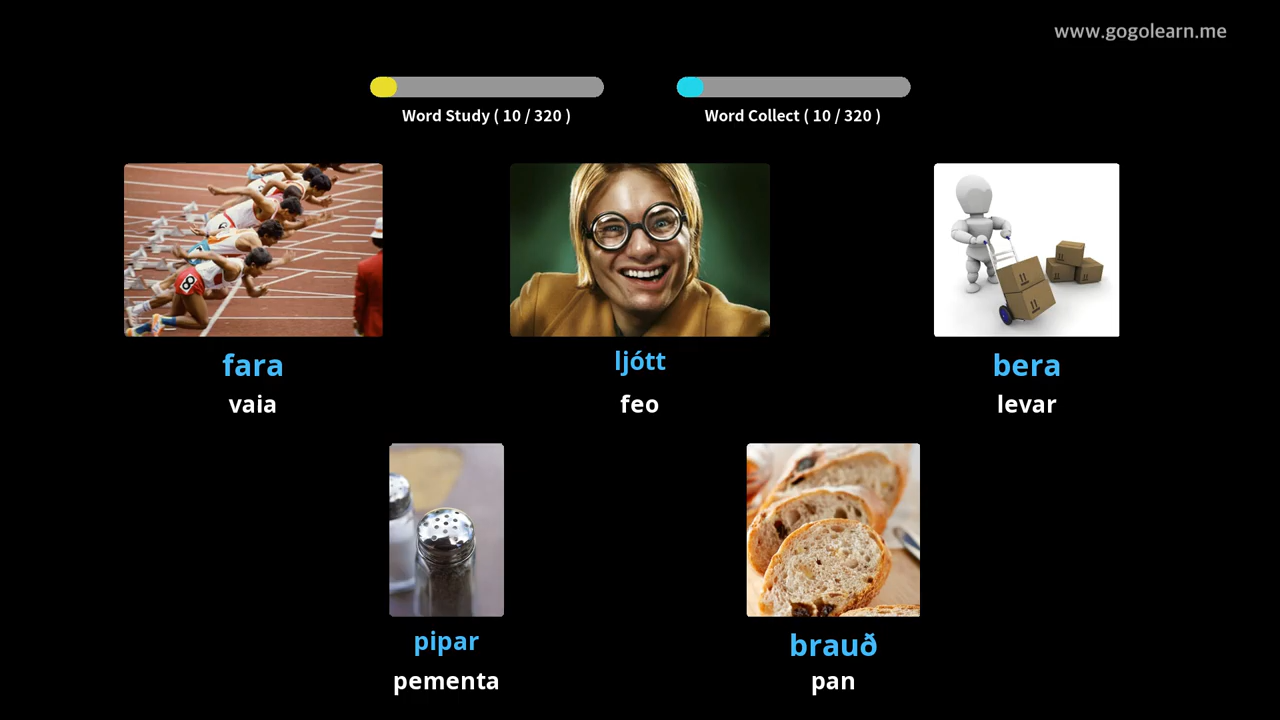 www.gogolearn.me
Word Study ( 10 / 320 )
Word Collect ( 10 / 320 )
fara
vaia
ljótt
feo
bera
levar
8
pipar
pementa
brauð
pan